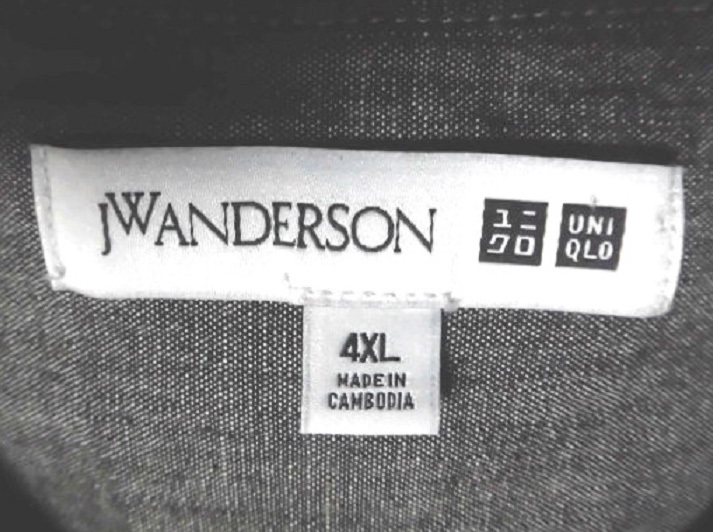 JWANDERSON
ユニ
クロ
UNI
QLO
4XL
MADE IN
CAMBODIA